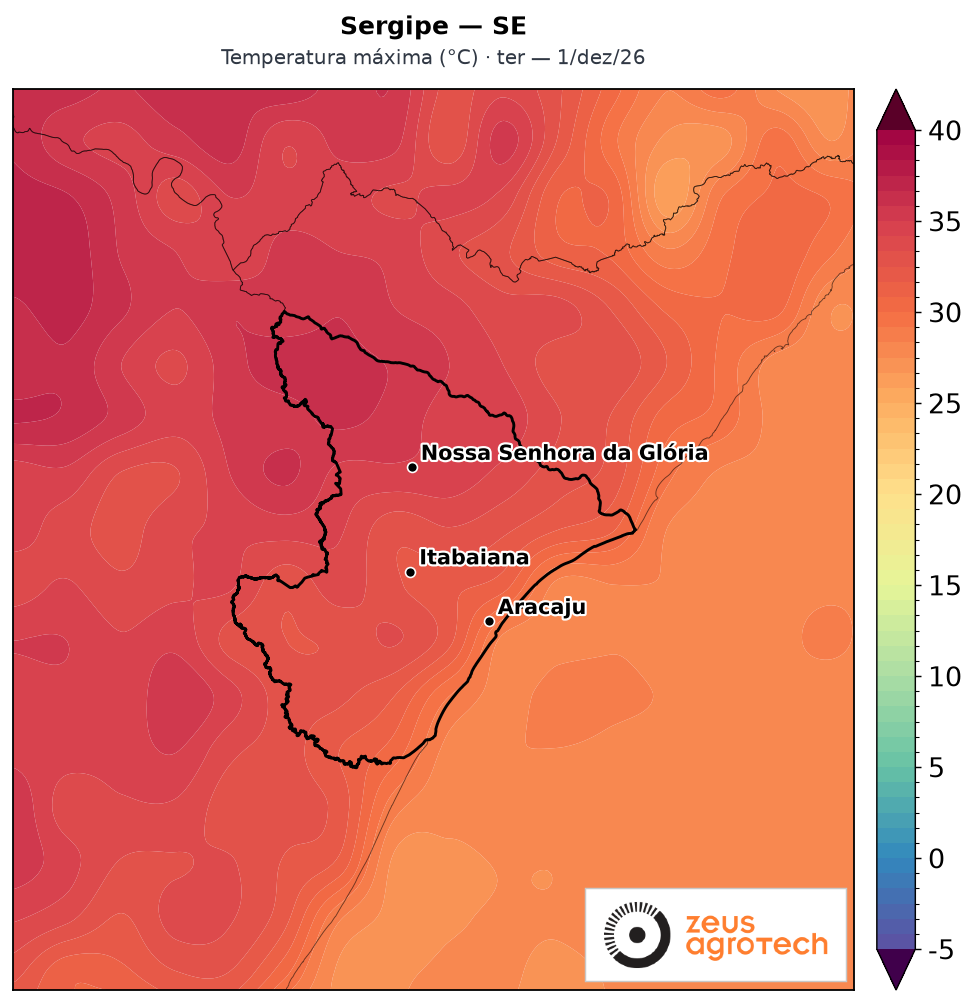 Sergipe — SE
Temperatura máxima (°C) · ter — 1/dez/26
40
35
30
25
20
15
10
5
0
-5
Nossa Senhora da Glória
Itabaiana
Aracaju
zeus
agrotech